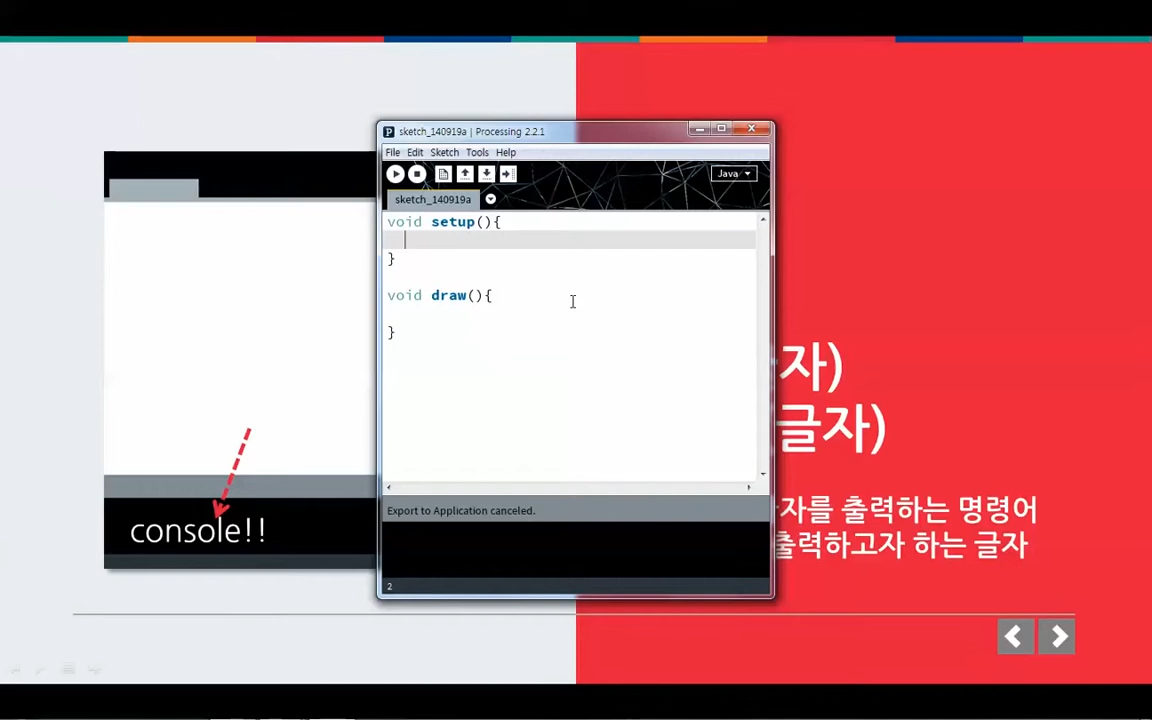 sketch_140919a | Processing 2.2.1
File Edit Sketch Tools Help
Java
sketch_140919a
void setup(){
}
void draw(){
}
자)
글자)
자를 출력하는 명령어
출력하고자 하는 글자
console!!
Export to Application canceled.
2